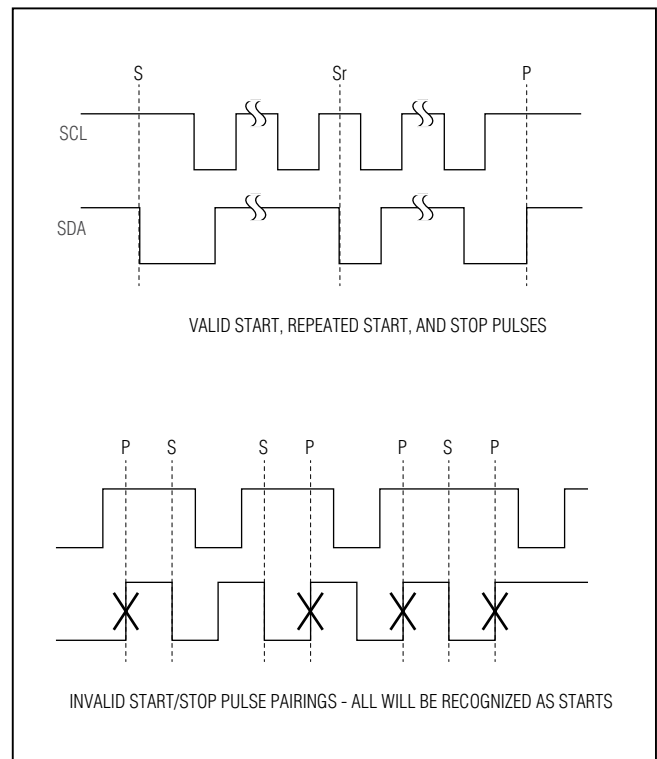 S Sr P
SCL
SDA
VALID START, REPEATED START, AND STOP PULSES
P S S P P S P
INVALID START/STOP PULSE PAIRINGS - ALL WILL BE RECOGNIZED AS STARTS